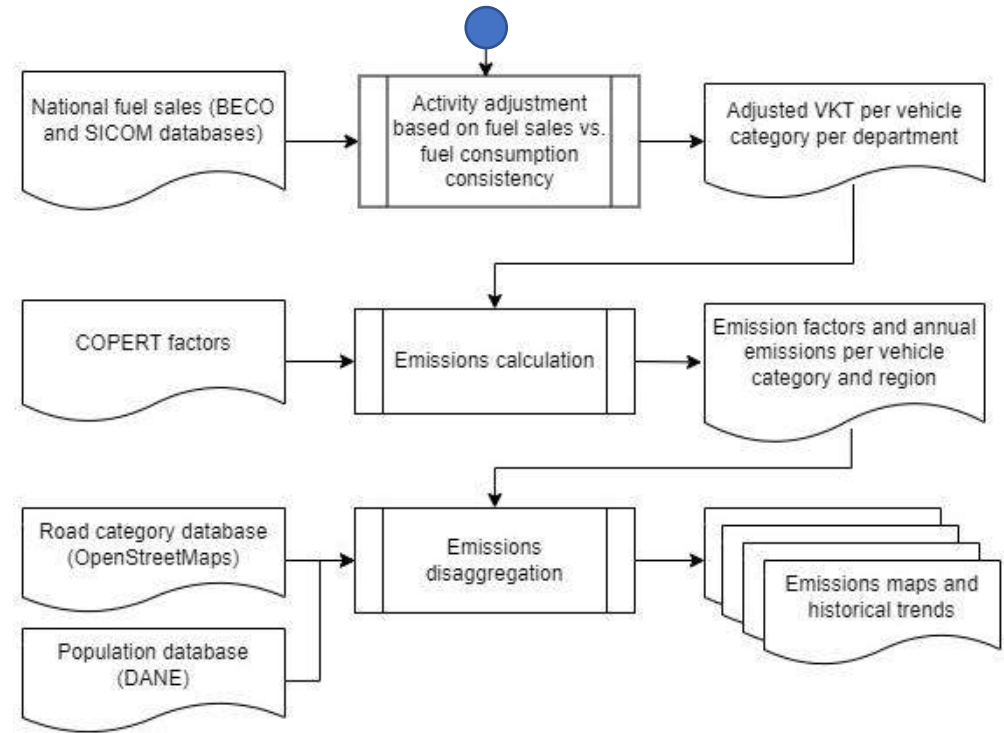 National fuel sales (BECO
and SICOM databases)
Activity adjustment
based on fuel sales vs.
fuel consumption
consistency
Adjusted VKT per vehicle
category per department
COPERT factors
Emissions calculation
Emission factors and annual
emissions per vehicle
category and region
Road category database
(OpenStreetMaps)
Emissions
disaggregation
Emissions maps and
historical trends
Population database
(DANE)